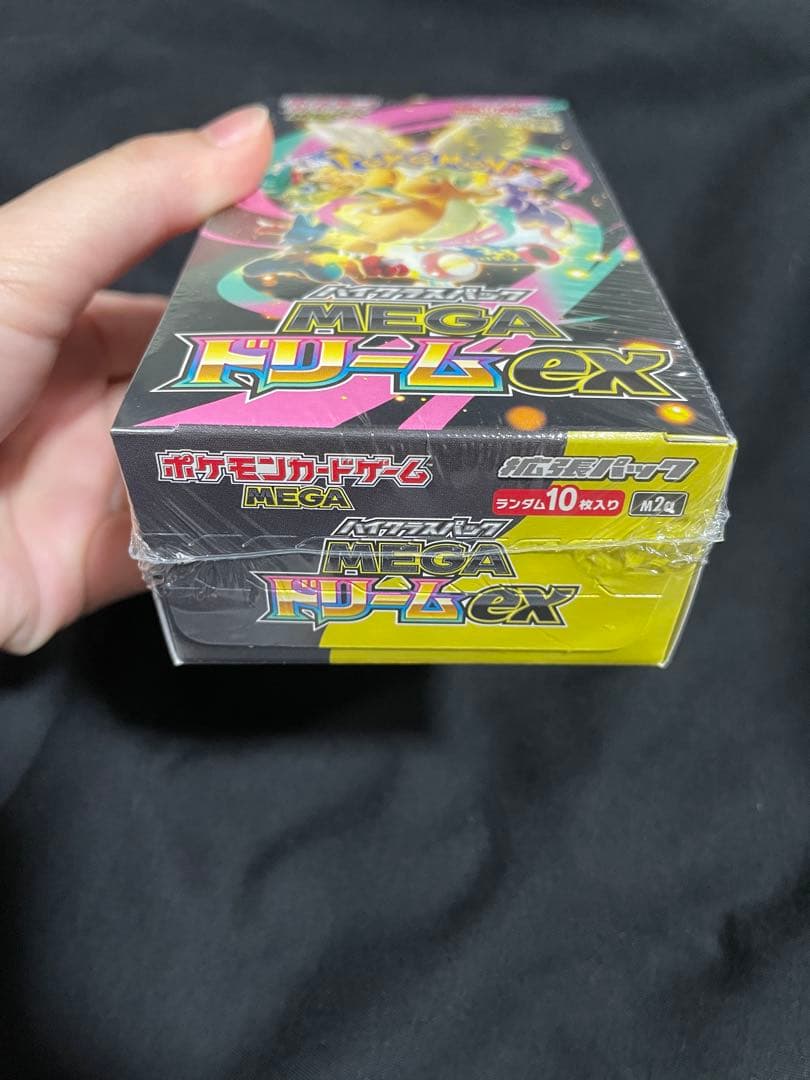 Pokémon
ハイクラスパック
MEGA
ドリームex
ポケモンカードゲーム
MEGA
拡張パック
ランダム10枚入り
M2a
ハイクラスパック
MEGA
ドリームex